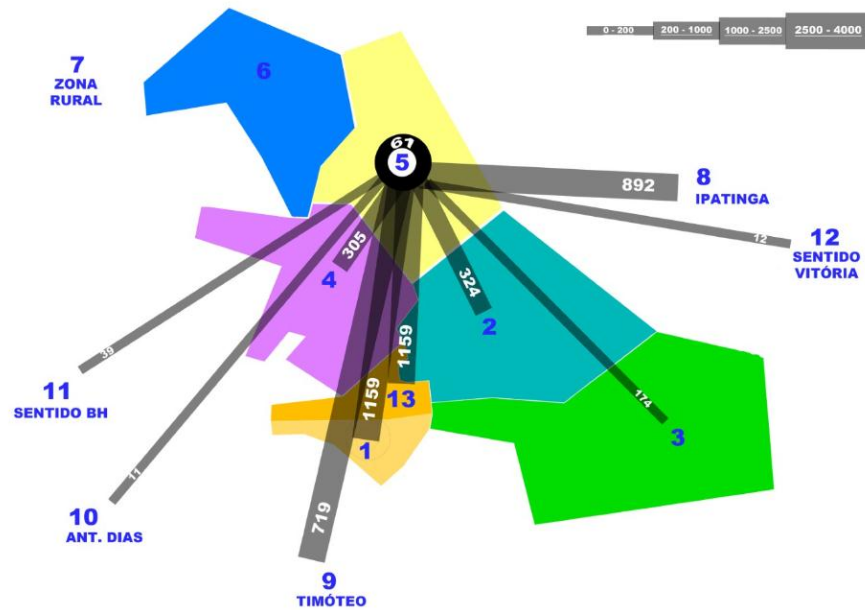 0 - 200
200 - 1000
1000 - 2500
2500 - 4000
7
ZONA
RURAL
6
61
5
892
8
IPATINGA
12
12
SENTIDO
VITÓRIA
305
4
324
2
39
11
SENTIDO BH
1159
1159
13
174
3
1
11
10
ANT. DIAS
719
9
TIMÓTEO